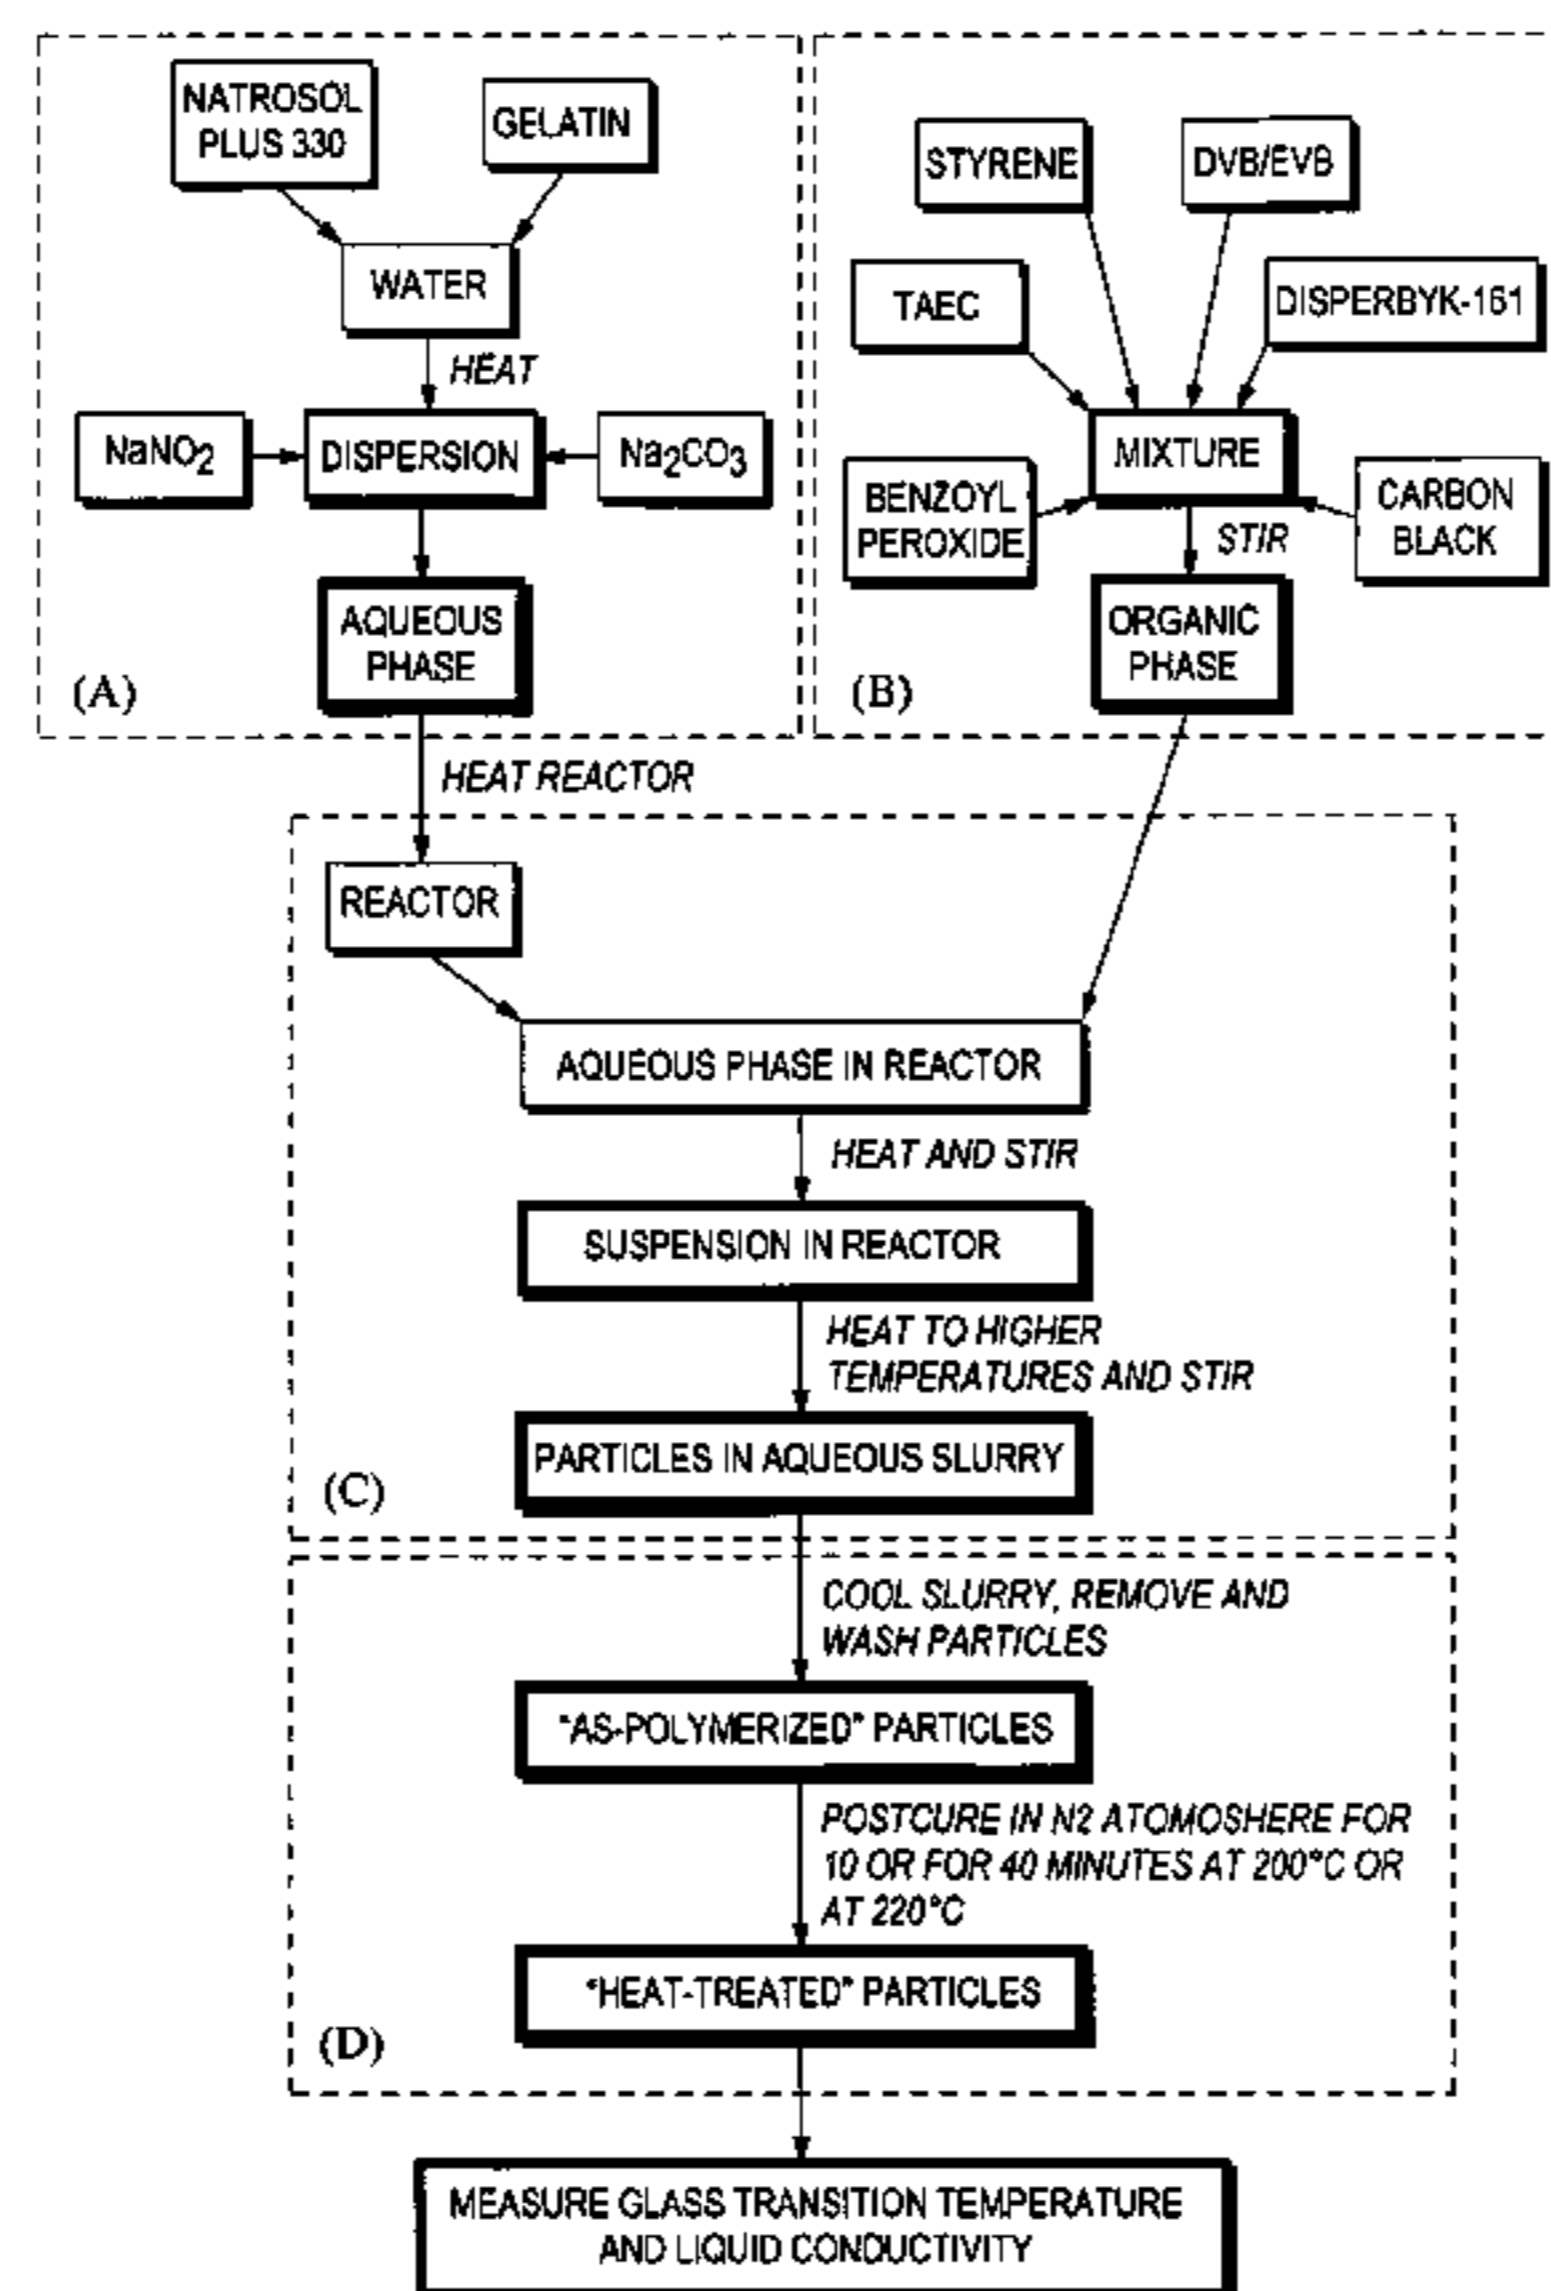 NATROSOL
PLUS 330
GELATIN
WATER
HEAT
NaNO2
DISPERSION
Na2CO3
AQUEOUS
PHASE
(A)
STYRENE
DVB/EVB
TAEC
DISPERBYK-161
MIXTURE
BENZOYL
PEROXIDE
CARBON
BLACK
STIR
ORGANIC
PHASE
(B)
HEAT REACTOR
REACTOR
AQUEOUS PHASE IN REACTOR
HEAT AND STIR
SUSPENSION IN REACTOR
HEAT TO HIGHER
TEMPERATURES AND STIR
PARTICLES IN AQUEOUS SLURRY
(C)
COOL SLURRY, REMOVE AND
WASH PARTICLES
"AS-POLYMERIZED" PARTICLES
POSTCURE IN N2 ATOMOSHERE FOR
10 OR FOR 40 MINUTES AT 200°C OR
AT 220°C
"HEAT-TREATED" PARTICLES
(D)
MEASURE GLASS TRANSITION TEMPERATURE
AND LIQUID CONDUCTIVITY